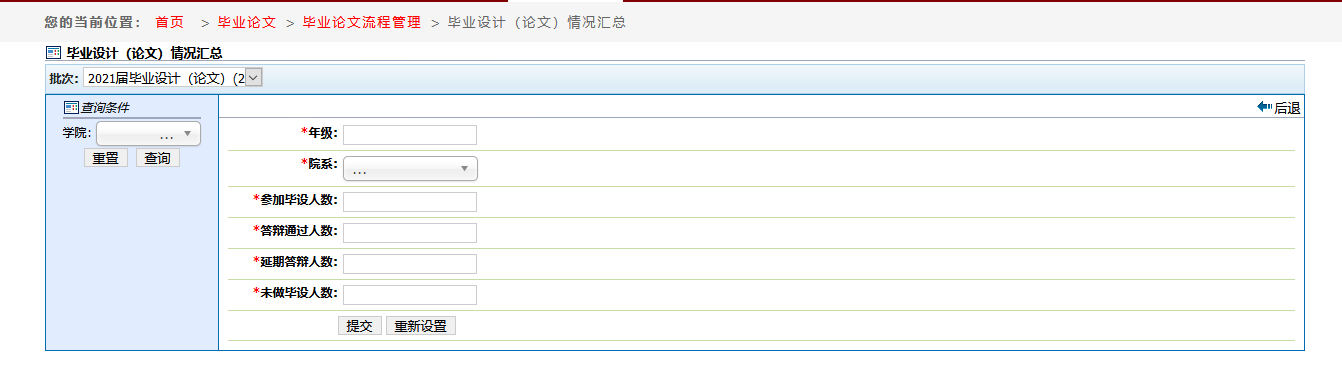 您的当前位置： 首页 > 毕业论文 > 毕业论文流程管理 > 毕业设计（论文）情况汇总
毕业设计（论文）情况汇总
批次： 2021届毕业设计（论文）(2
查询条件
后退
学院： ...
重置 查询
*年级：
*院系： ...
*参加毕设人数：
*答辩通过人数：
*延期答辩人数：
*未做毕设人数：
提交 重新设置